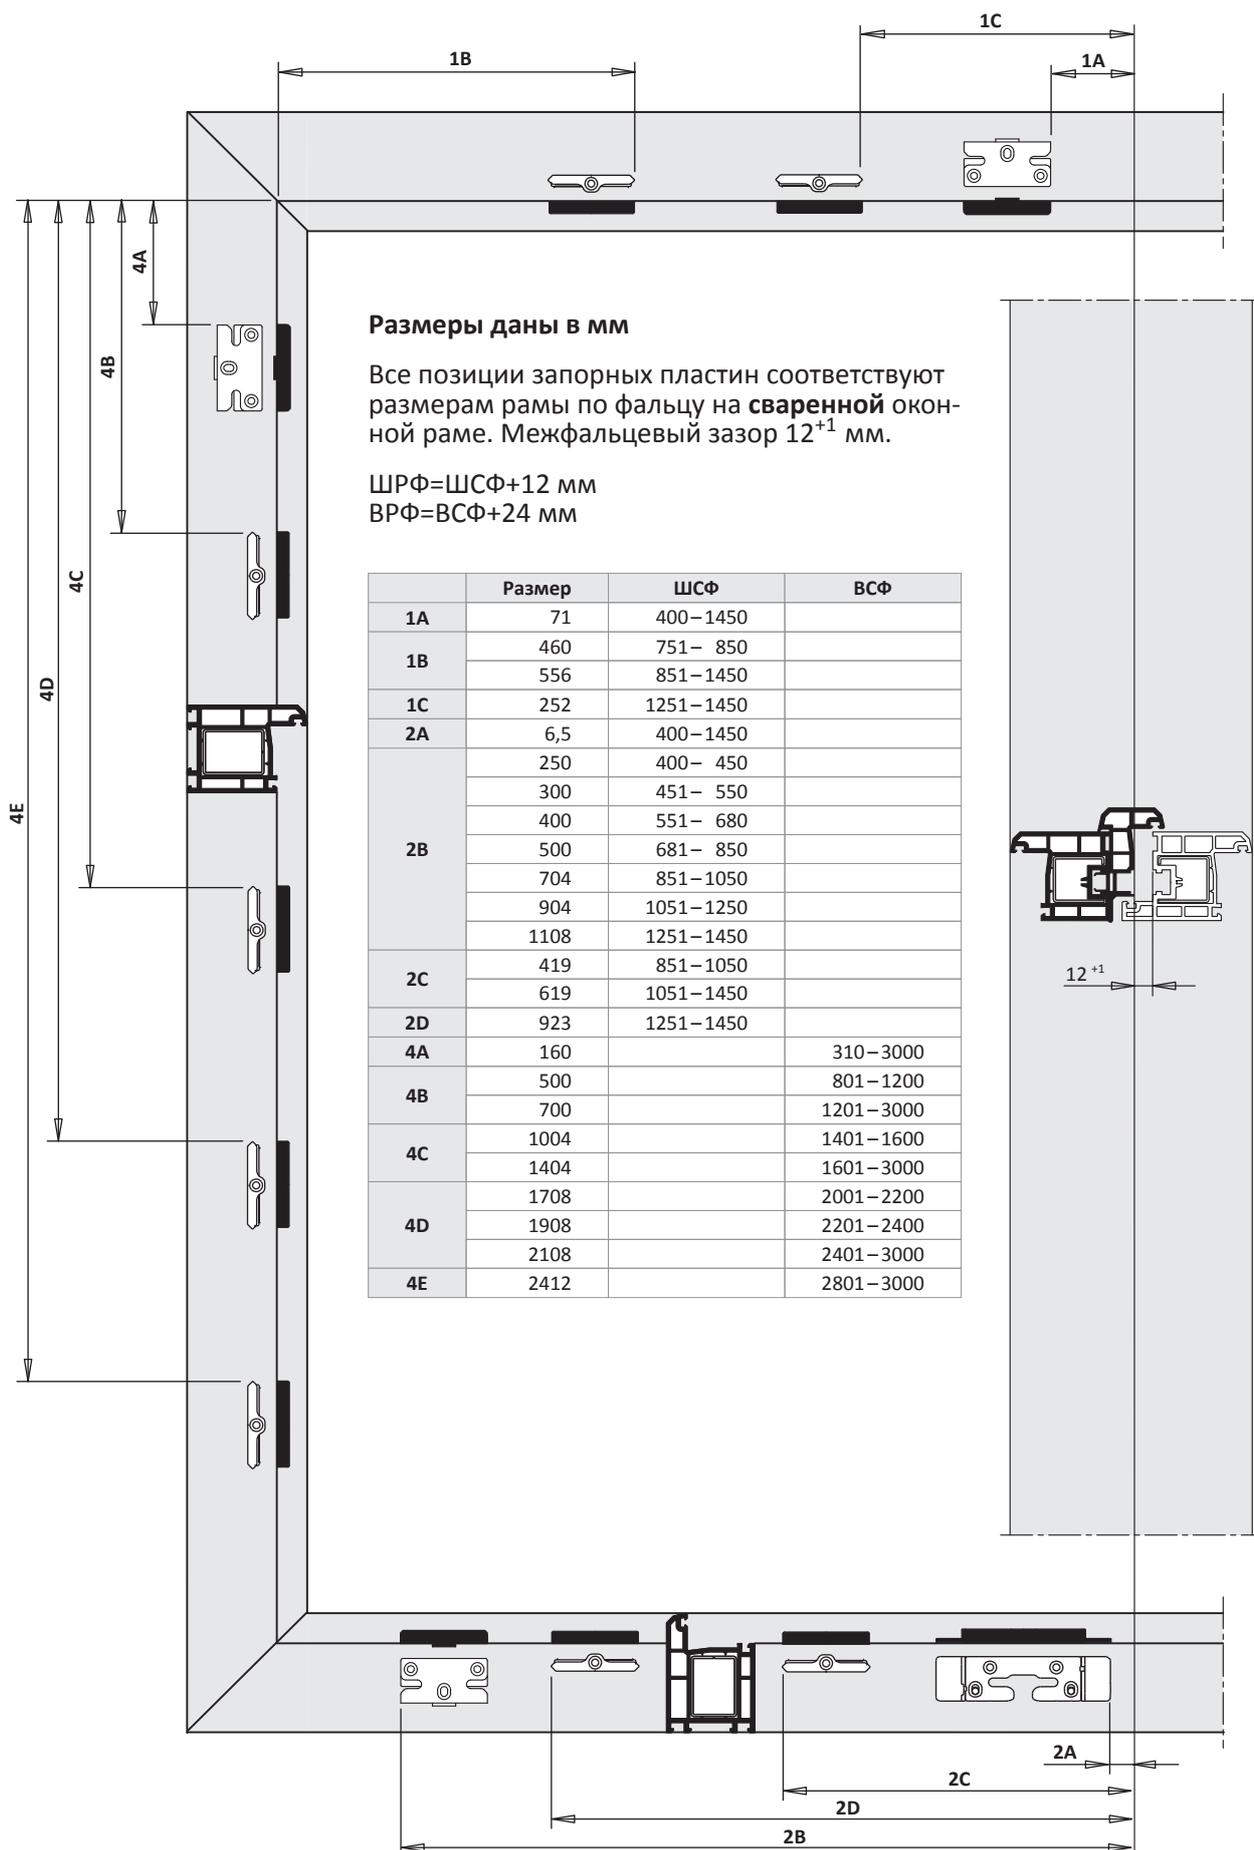 1C
1B
1A
4A
4B
4C
4D
4E
Размеры даны в мм
Все позиции запорных пластин соответствуют
размерам рамы по фальцу на сваренной окон-
ной раме. Межфальцевый зазор 12+1 мм.
ШРФ=ШСФ+12 мм
ВРФ=ВСФ+24 мм
Размер ШСФ ВСФ
1A 71 400–1450
1B 460 751– 850
556 851–1450
1C 252 1251–1450
2A 6,5 400–1450
2B 250 400– 450
300 451– 550
400 551– 680
500 681– 850
704 851–1050
904 1051–1250
1108 1251–1450
2C 419 851–1050
619 1051–1450
2D 923 1251–1450
4A 160 310–3000
4B 500 801–1200
700 1201–3000
4C 1004 1401–1600
1404 1601–3000
4D 1708 2001–2200
1908 2201–2400
2108 2401–3000
4E 2412 2801–3000
12 +1
2A
2C
2D
2B